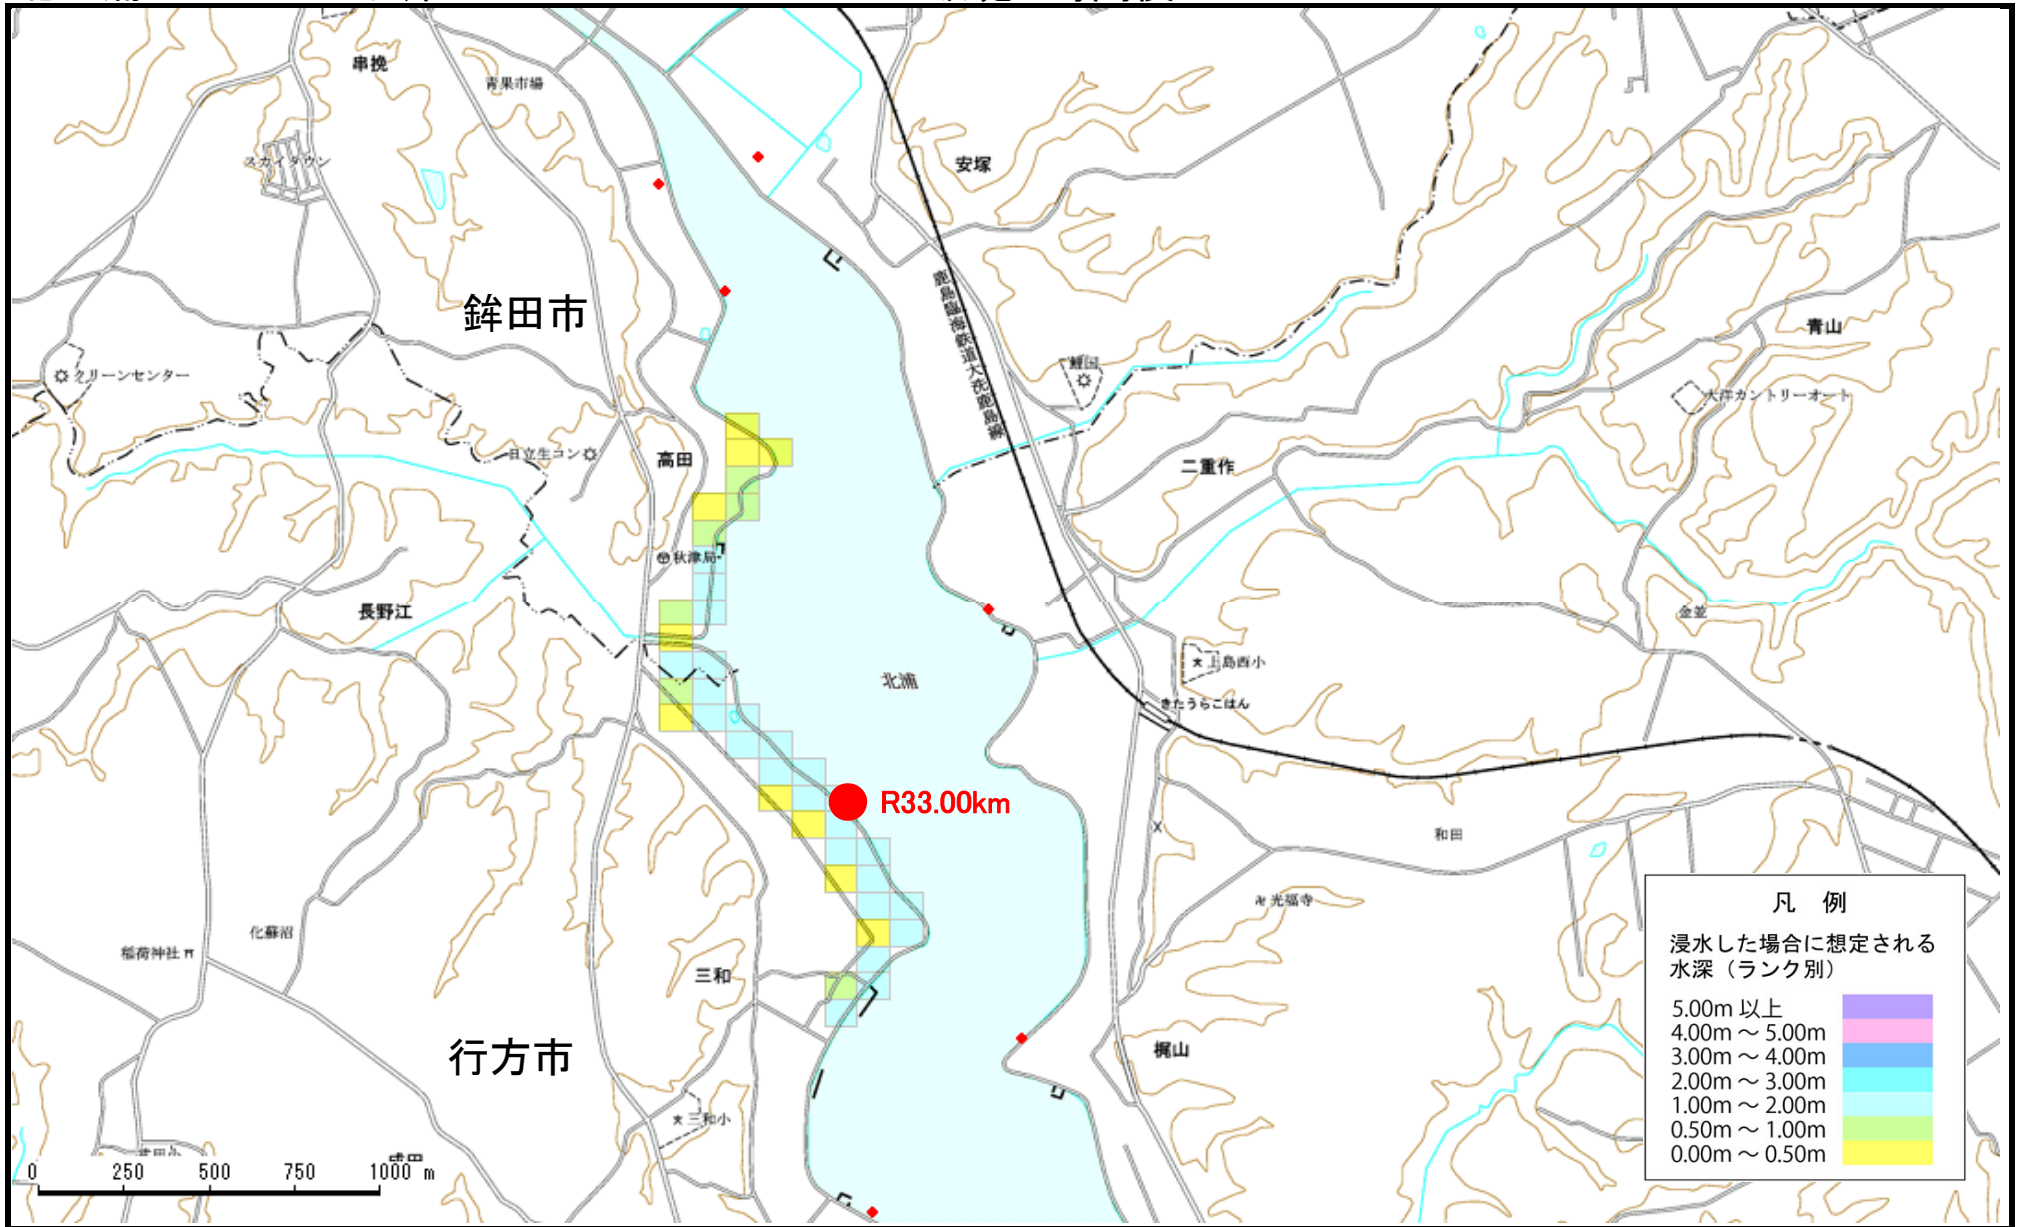 串挽
青果市場
スカイタウン
安塚
鉾田市
鹿島臨海鉄道大洗鹿島線
青山
鯉国
クリーンセンター
大洋カントリーオート
日立生コン
高田
二重作
秋津局
長野江
金並
上島西小
北浦
きたうらこはん
R33.00km
和田
光福寺
化蘇沼
稲荷神社
三和
行方市
梶山
三和小
0 250 500 750 1000 m
凡 例
浸水した場合に想定される
水深（ランク別）
5.00m 以上
4.00m ～ 5.00m
3.00m ～ 4.00m
2.00m ～ 3.00m
1.00m ～ 2.00m
0.50m ～ 1.00m
0.00m ～ 0.50m